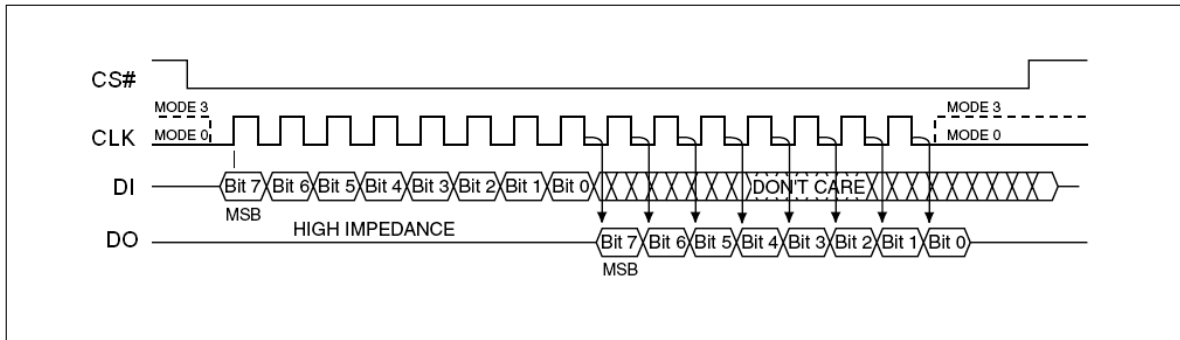 CS#
MODE 3 MODE 3
CLK MODE 0 MODE 0
DI Bit 7 Bit 6 Bit 5 Bit 4 Bit 3 Bit 2 Bit 1 Bit 0 DON'T CARE
MSB
DO HIGH IMPEDANCE Bit 7 Bit 6 Bit 5 Bit 4 Bit 3 Bit 2 Bit 1 Bit 0
MSB